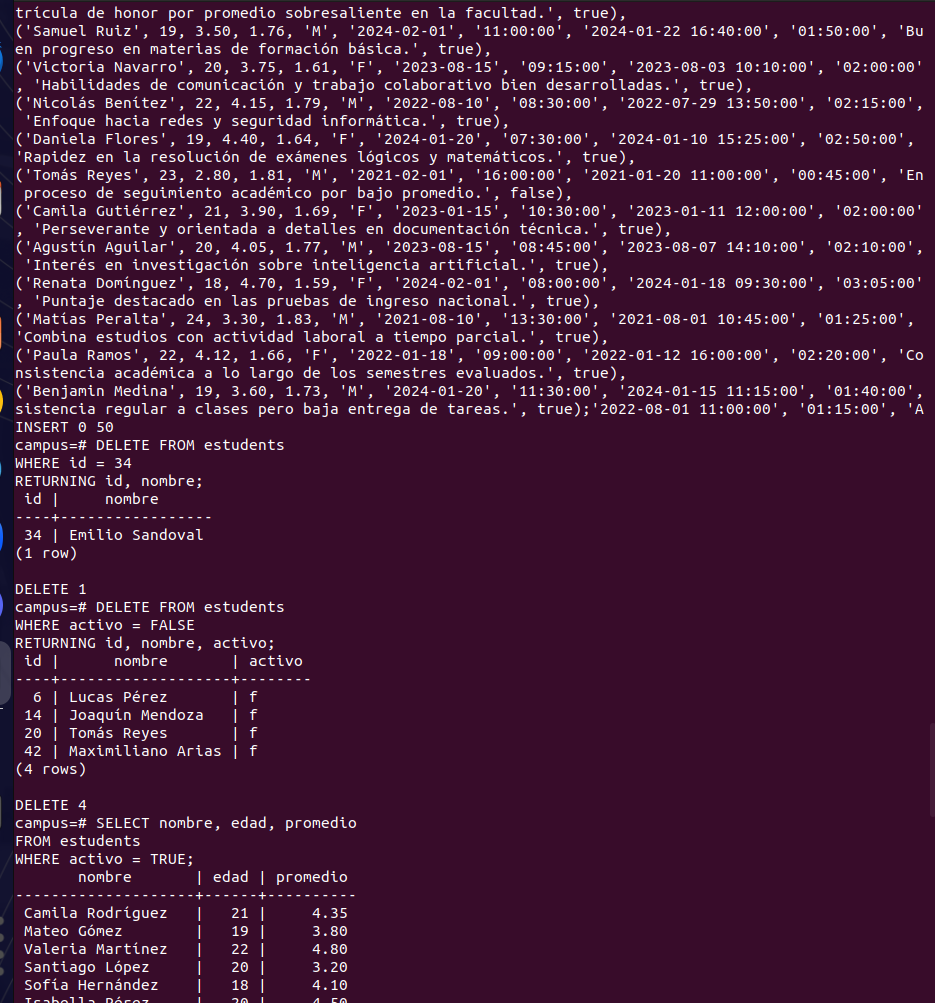 trícula de honor por promedio sobresaliente en la facultad.', true),
('Samuel Ruiz', 19, 3.50, 1.76, 'M', '2024-02-01', '11:00:00', '2024-01-22 16:40:00', '01:50:00', 'Bu
en progreso en materias de formación básica.', true),
('Victoria Navarro', 20, 3.75, 1.61, 'F', '2023-08-15', '09:15:00', '2023-08-03 10:10:00', '02:00:00'
, 'Habilidades de comunicación y trabajo colaborativo bien desarrolladas.', true),
('Nicolás Benítez', 22, 4.15, 1.79, 'M', '2022-08-10', '08:30:00', '2022-07-29 13:50:00', '02:15:00',
'Enfoque hacia redes y seguridad informática.', true),
('Daniela Flores', 19, 4.40, 1.64, 'F', '2024-01-20', '07:30:00', '2024-01-10 15:25:00', '02:50:00',
'Rapidez en la resolución de exámenes lógicos y matemáticos.', true),
('Tomás Reyes', 23, 2.80, 1.81, 'M', '2021-02-01', '16:00:00', '2021-01-20 11:00:00', '00:45:00', 'En
proceso de seguimiento académico por bajo promedio.', false),
('Camila Gutiérrez', 21, 3.90, 1.69, 'F', '2023-01-15', '10:30:00', '2023-01-11 12:00:00', '02:00:00'
, 'Perseverante y orientada a detalles en documentación técnica.', true),
('Agustín Aguilar', 20, 4.05, 1.77, 'M', '2023-08-15', '08:45:00', '2023-08-07 14:10:00', '02:10:00',
'Interés en investigación sobre inteligencia artificial.', true),
('Renata Domínguez', 18, 4.70, 1.59, 'F', '2024-02-01', '08:00:00', '2024-01-18 09:30:00', '03:05:00'
, 'Puntaje destacado en las pruebas de ingreso nacional.', true),
('Matías Peralta', 24, 3.30, 1.83, 'M', '2021-08-10', '13:30:00', '2021-08-01 10:45:00', '01:25:00',
'Combina estudios con actividad laboral a tiempo parcial.', true),
('Paula Ramos', 22, 4.12, 1.66, 'F', '2022-01-18', '09:00:00', '2022-01-12 16:00:00', '02:20:00', 'Co
nsistencia académica a lo largo de los semestres evaluados.', true),
('Benjamín Medina', 19, 3.60, 1.73, 'M', '2024-01-20', '11:30:00', '2024-01-15 11:15:00', '01:40:00',
sistencia regular a clases pero baja entrega de tareas.', true);'2022-08-01 11:00:00', '01:15:00', 'A
INSERT 0 50
campus=# DELETE FROM estudents
WHERE id = 34
RETURNING id, nombre;
id | nombre
----+-----------------
34 | Emilio Sandoval
(1 row)
DELETE 1
campus=# DELETE FROM estudents
WHERE activo = FALSE
RETURNING id, nombre, activo;
id | nombre | activo
----+-------------------+--------
6 | Lucas Pérez | f
14 | Joaquín Mendoza | f
20 | Tomás Reyes | f
42 | Maximiliano Arias | f
(4 rows)
DELETE 4
campus=# SELECT nombre, edad, promedio
FROM estudents
WHERE activo = TRUE;
nombre | edad | promedio
--------------------+------+----------
Camila Rodríguez | 21 | 4.35
Mateo Gómez | 19 | 3.80
Valeria Martínez | 22 | 4.80
Santiago López | 20 | 3.20
Sofía Hernández | 18 | 4.10
Isabella Pérez | 20 | 4.50